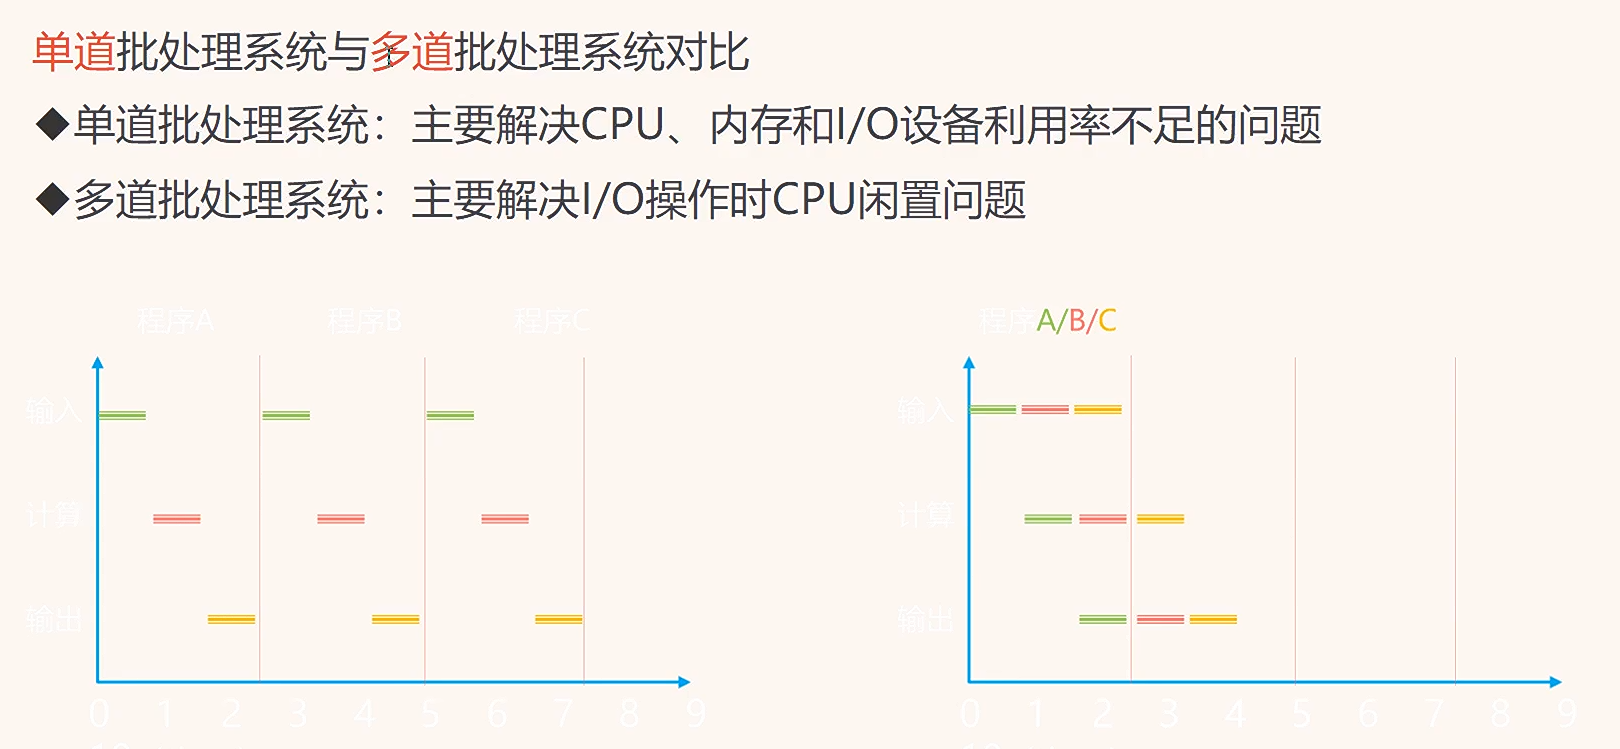 单道批处理系统与多道批处理系统对比
◆单道批处理系统：主要解决CPU、内存和I/O设备利用率不足的问题
◆多道批处理系统：主要解决I/O操作时CPU闲置问题
程序A 程序B 程序C
输入
计算
输出
0 1 2 3 4 5 6 7 8 9
程序A/B/C
输入
计算
输出
0 1 2 3 4 5 6 7 8 9